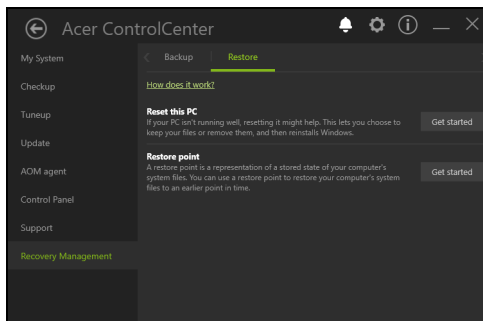 Acer ControlCenter
My System
Checkup
Tuneup
Update
AOM agent
Control Panel
Support
Recovery Management
Backup
Restore
How does it work?
Reset this PC
If your PC isn't running well, resetting it might help. This lets you choose to
keep your files or remove them, and then reinstalls Windows.
Get started
Restore point
A restore point is a representation of a stored state of your computer's
system files. You can use a restore point to restore your computer's system
files to an earlier point in time.
Get started